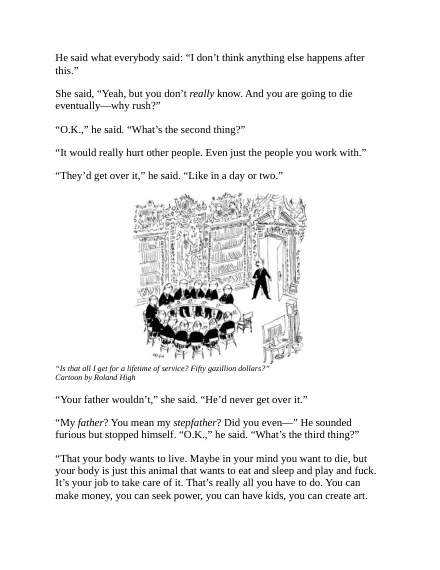 He said what everybody said: “I don’t think anything else happens after
this.”
She said, “Yeah, but you don’t really know. And you are going to die
eventually—why rush?”
“O.K.,” he said. “What’s the second thing?”
“It would really hurt other people. Even just the people you work with.”
“They’d get over it,” he said. “Like in a day or two.”
“Is that all I get for a lifetime of service? Fifty gazillion dollars?”
Cartoon by Roland High
“Your father wouldn’t,” she said. “He’d never get over it.”
“My father? You mean my stepfather? Did you even—” He sounded
furious but stopped himself. “O.K.,” he said. “What’s the third thing?”
“That your body wants to live. Maybe in your mind you want to die, but
your body is just this animal that wants to eat and sleep and play and fuck.
It’s your job to take care of it. That’s really all you have to do. You can
make money, you can seek power, you can have kids, you can create art.